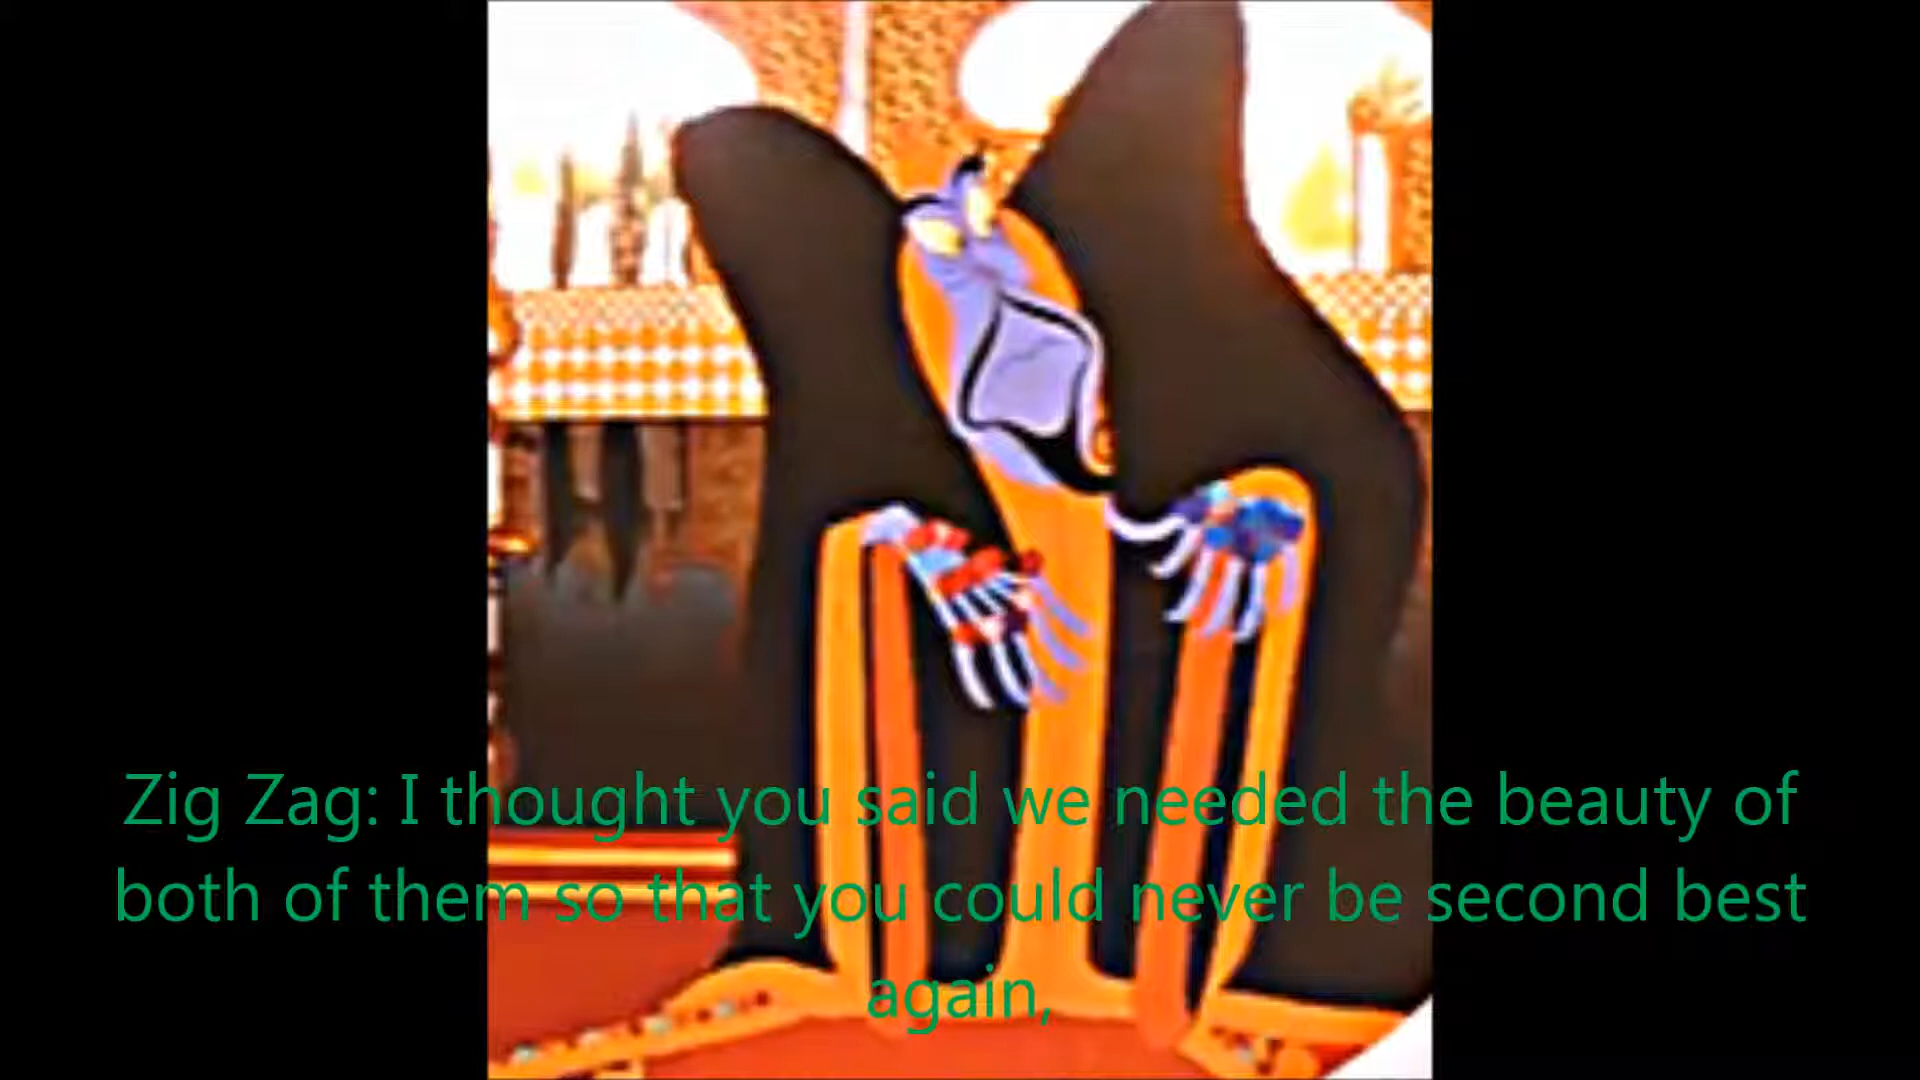 Zig Zag: I thought you said we needed the beauty of
both of them so that you could never be second best
again,